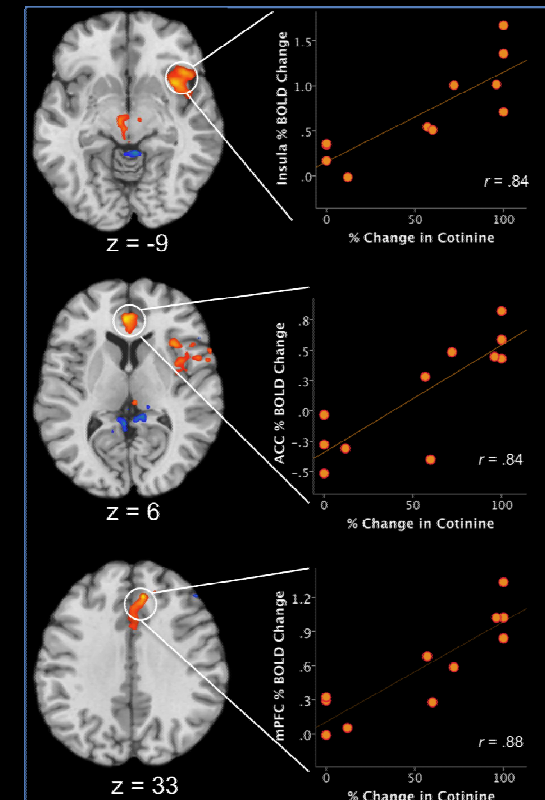 Insula % BOLD Change
1.5
1.0
.5
.0
r = .84
0
50
100
% Change in Cotinine
z = -9
ACC % BOLD Change
.8
.5
.3
.0
-.3
-.5
r = .84
0
50
100
% Change in Cotinine
z = 6
mPFC % BOLD Change
1.2
.9
.6
.3
.0
r = .88
0
50
100
% Change in Cotinine
z = 33